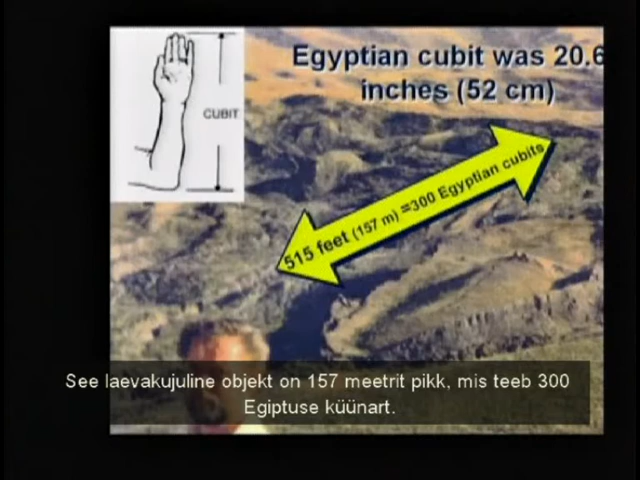 Egyptian cubit was 20.6
inches (52 cm)
CUBIT
515 feet (157 m) =300 Egyptian cubits
See laevakujuline objekt on 157 meetrit pikk, mis teeb 300
Egiptuse küünart.